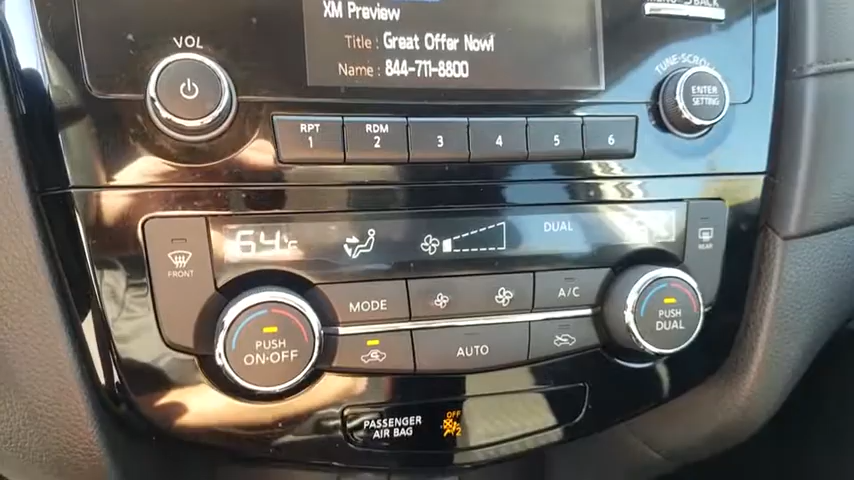 XM Preview
VOL
Title : Great Offer Now!
Name : 844-711-8800
TUNE·SCROLL
ENTER
SETTING
RPT
1
RDM
2
3
4
5
6
64°F
DUAL
FRONT
REAR
MODE
A/C
PUSH
ON·OFF
AUTO
PUSH
DUAL
PASSENGER
AIR BAG
OFF